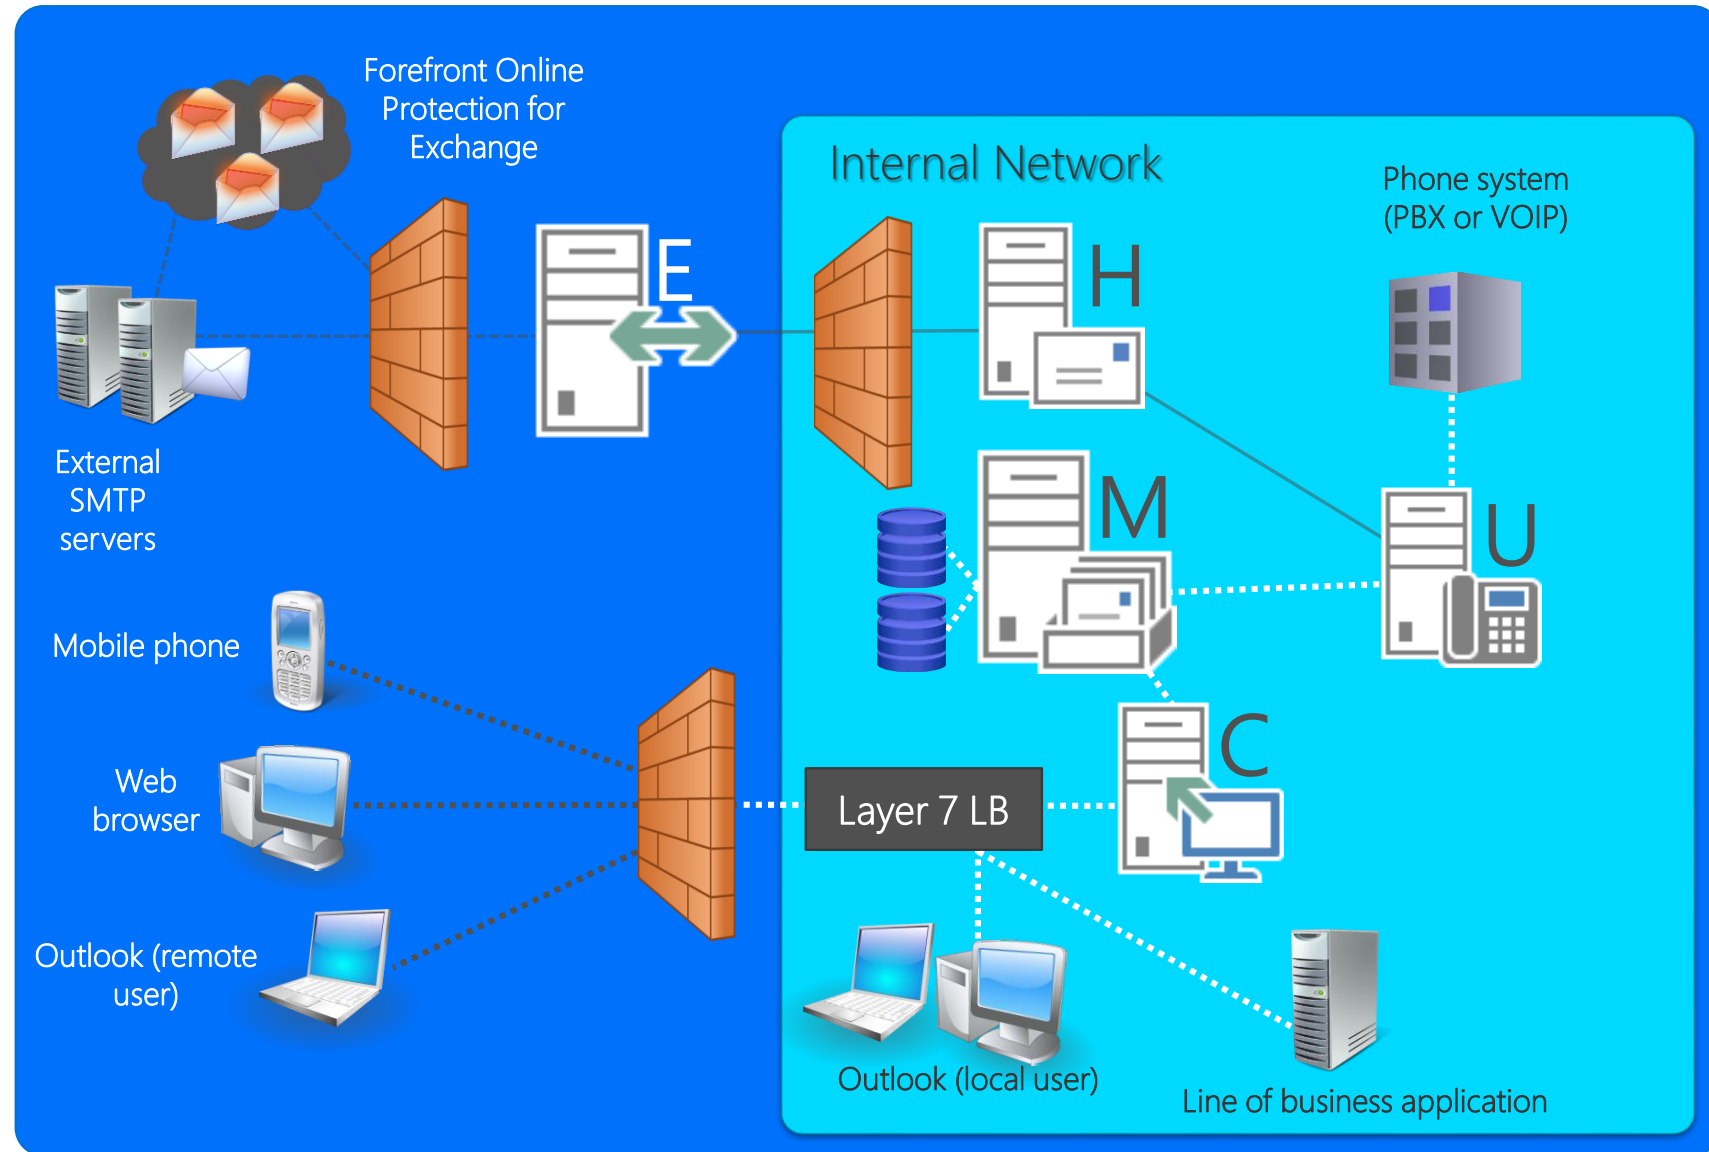 Forefront Online
Protection for
Exchange
Internal Network
Phone system
(PBX or VOIP)
E
H
External
SMTP
servers
M
U
Mobile phone
C
Web
browser
Layer 7 LB
Outlook (remote
user)
Outlook (local user)
Line of business application